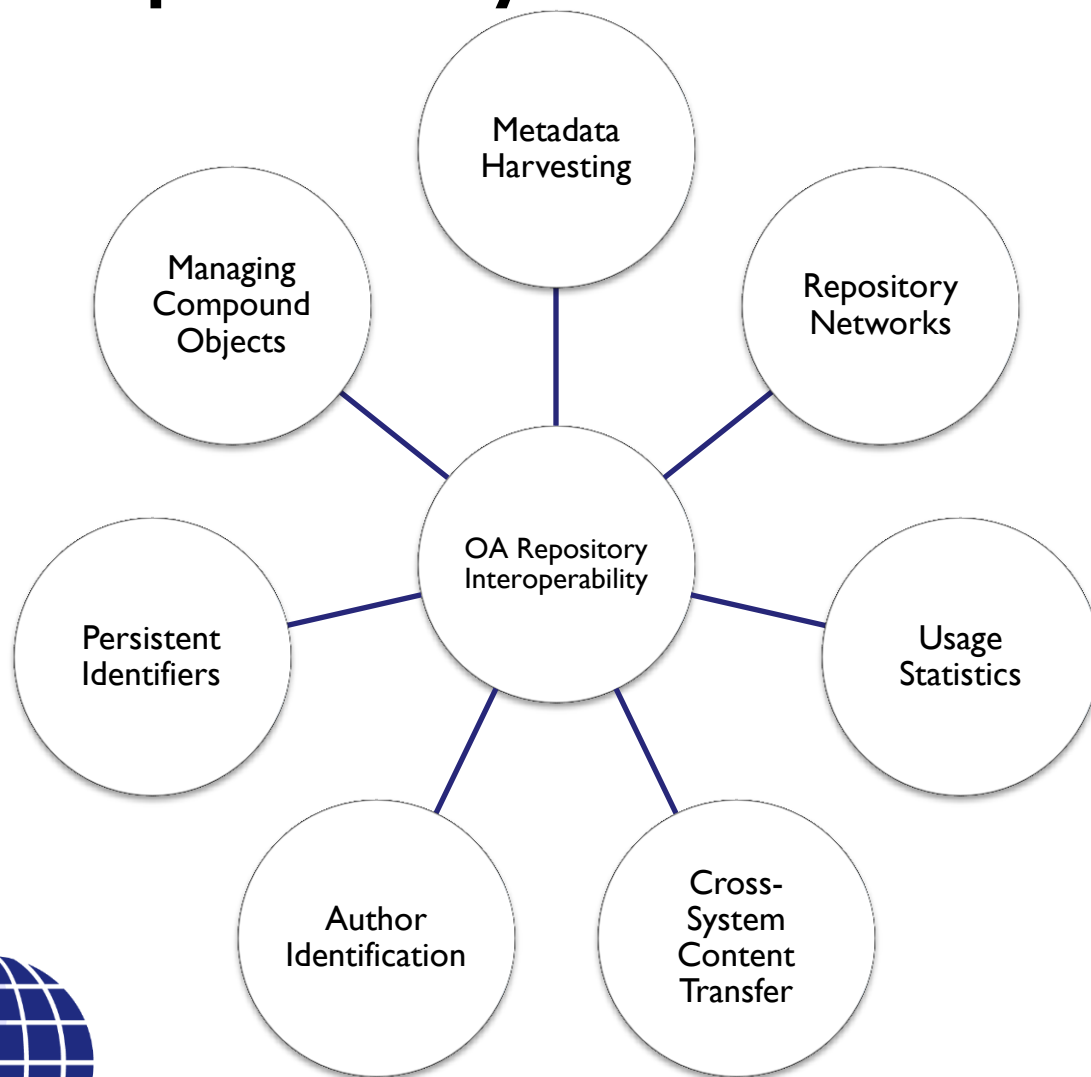 Metadata
Harvesting
Repository
Networks
Usage
Statistics
Cross-
System
Content
Transfer
Author
Identification
Persistent
Identifiers
Managing
Compound
Objects
OA Repository
Interoperability